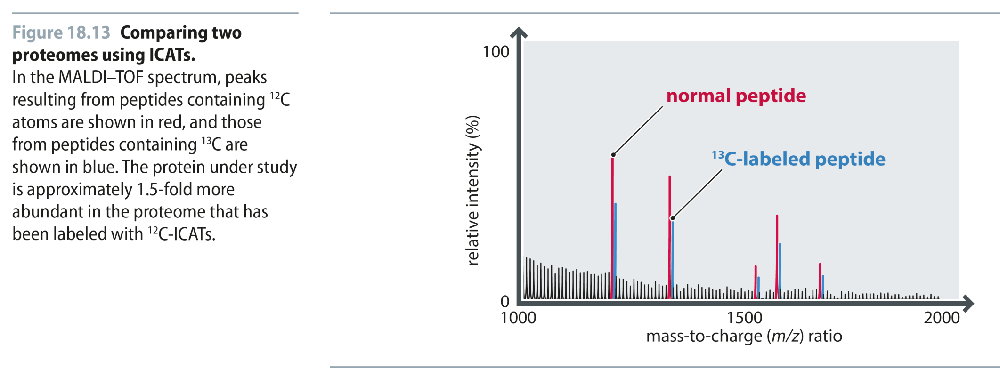 Figure 18.13 Comparing two
proteomes using ICATs.
In the MALDI–TOF spectrum, peaks
resulting from peptides containing ¹²C
atoms are shown in red, and those
from peptides containing ¹³C are
shown in blue. The protein under study
is approximately 1.5-fold more
abundant in the proteome that has
been labeled with ¹²C-ICATs.
100
normal peptide
¹³C-labeled peptide
relative intensity (%)
0
1000 1500 2000
mass-to-charge (m/z) ratio